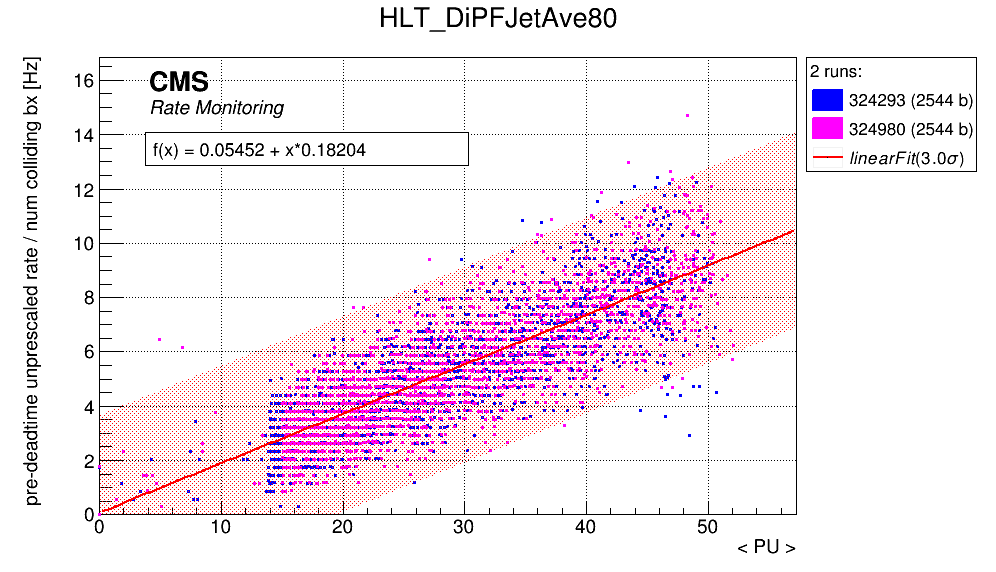 HLT_DiPFJetAve80
pre-deadtime unprescaled rate / num colliding bx [Hz]
16
14
12
10
8
6
4
2
0
CMS
Rate Monitoring
f(x) = 0.05452 + x*0.18204
0 10 20 30 40 50
< PU >
2 runs:
324293 (2544 b)
324980 (2544 b)
linearFit(3.0σ)